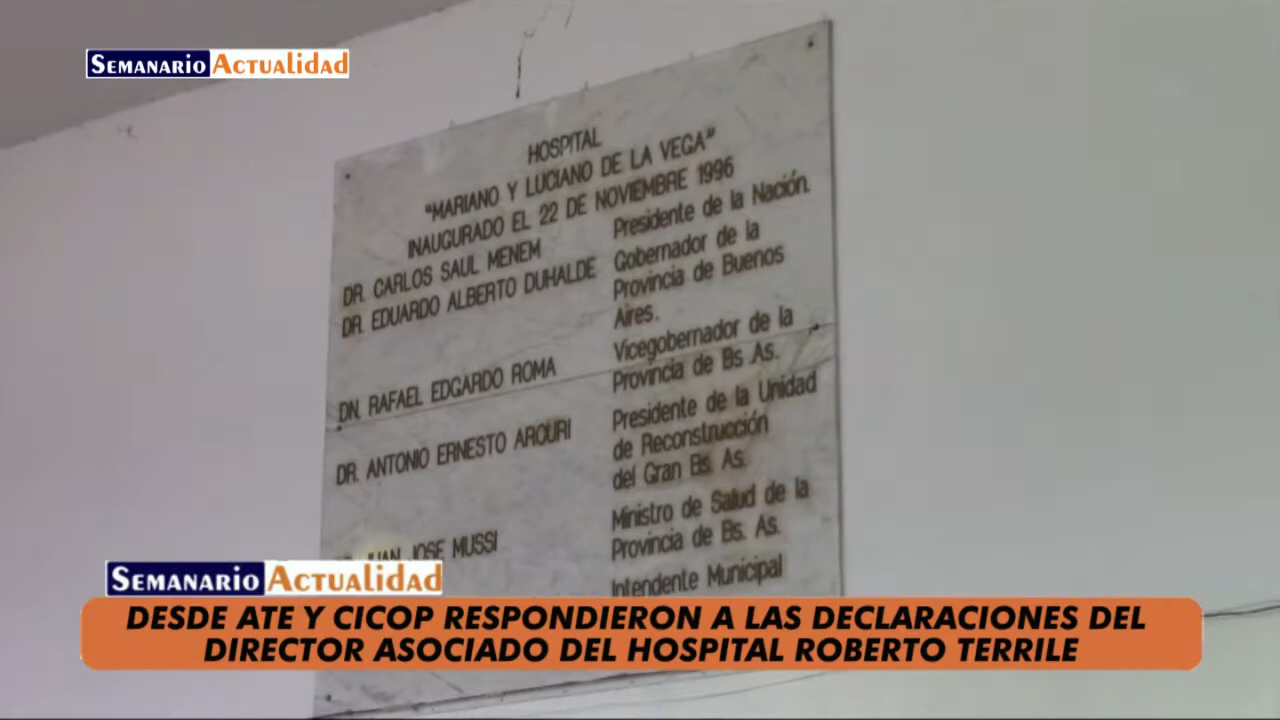 SEMANARIO ACTUALIDAD
HOSPITAL
"MARIANO Y LUCIANO DE LA VEGA"
INAUGURADO EL 22 DE NOVIEMBRE 1996
DR. CARLOS SAUL MENEM Presidente de la Nación.
DR. EDUARDO ALBERTO DUHALDE Gobernador de la
Provincia de Buenos
Aires.
DN. RAFAEL EDGARDO ROMA Vicegobernador de la
Provincia de Bs As.
DR. ANTONIO ERNESTO ARCURI Presidente de la Unidad
de Reconstrucción
del Gran Bs. As.
JUAN JOSE MUSSI Ministro de Salud de la
Provincia de Bs. As.
Intendente Municipal
SEMANARIO ACTUALIDAD
DESDE ATE Y CICOP RESPONDIERON A LAS DECLARACIONES DEL
DIRECTOR ASOCIADO DEL HOSPITAL ROBERTO TERRILE